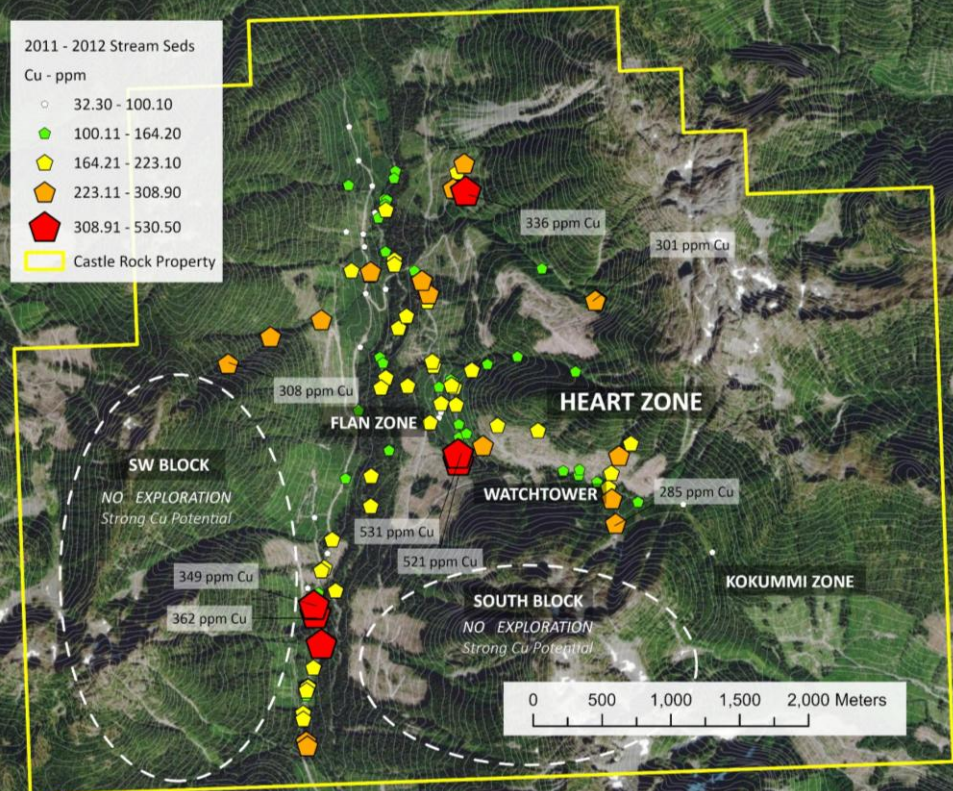 2011 - 2012 Stream Seds
Cu - ppm
32.30 - 100.10
100.11 - 164.20
164.21 - 223.10
223.11 - 308.90
308.91 - 530.50
Castle Rock Property
336 ppm Cu
301 ppm Cu
308 ppm Cu
HEART ZONE
FLAN ZONE
SW BLOCK
NO EXPLORATION
Strong Cu Potential
WATCHTOWER
285 ppm Cu
531 ppm Cu
521 ppm Cu
349 ppm Cu
362 ppm Cu
KOKUMMI ZONE
SOUTH BLOCK
NO EXPLORATION
Strong Cu Potential
0 500 1,000 1,500 2,000 Meters